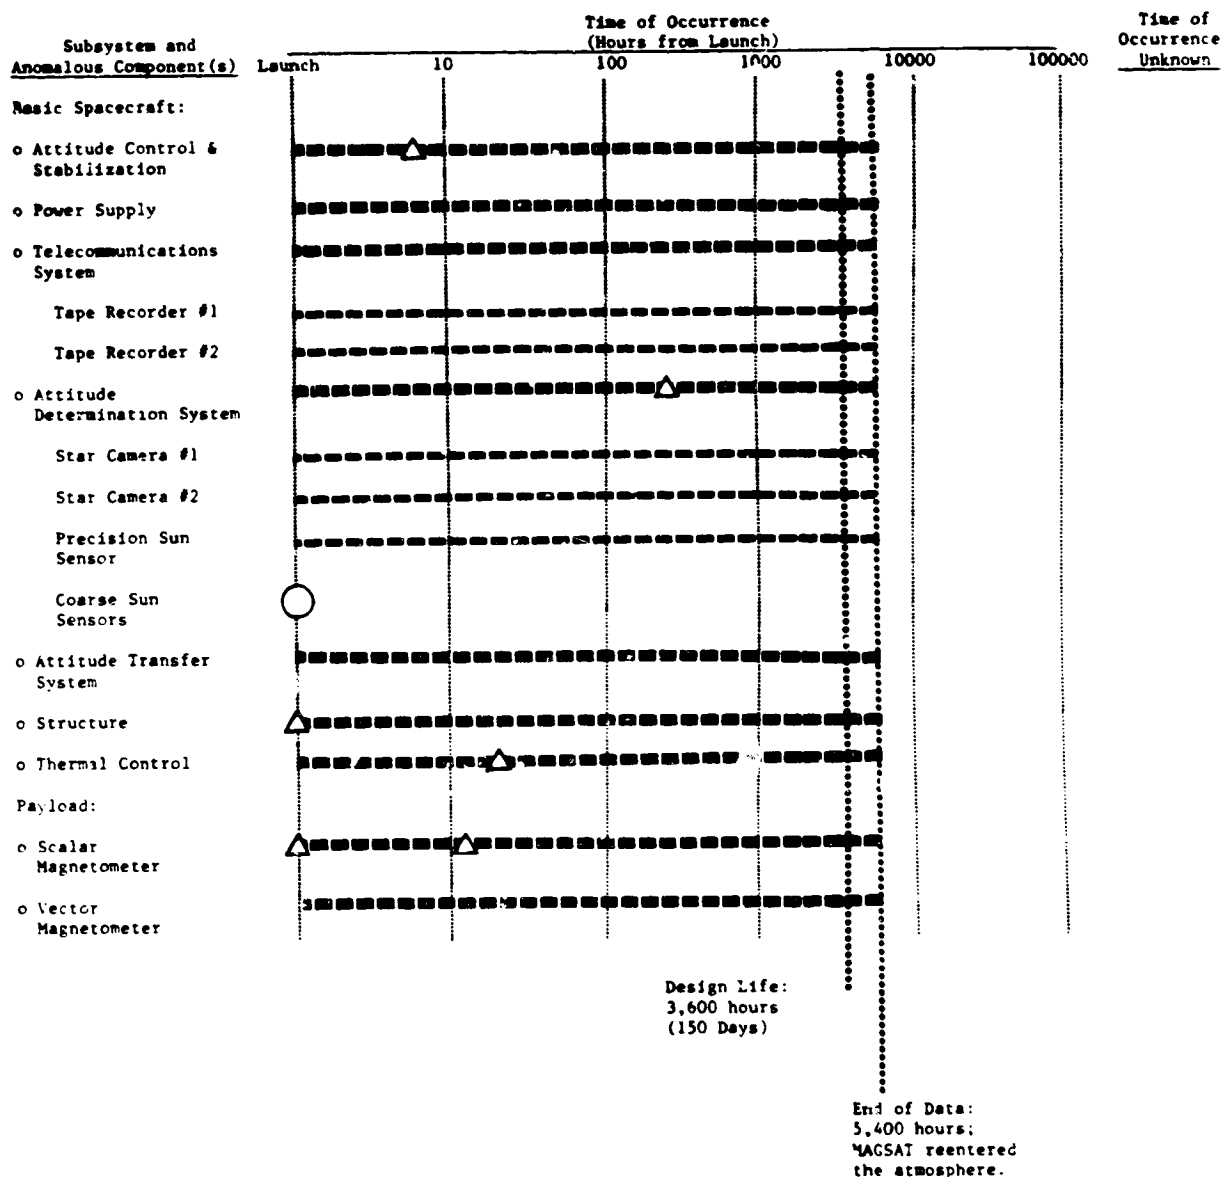 Time of Occurrence
(Hours from Launch)
Time of
Occurrence
Unknown
Subsystem and
Anomalous Component(s)
Launch 10 100 1000 10000 100000
Basic Spacecraft:
o Attitude Control &
Stabilization
o Power Supply
o Telecommunications
System
Tape Recorder #1
Tape Recorder #2
o Attitude
Determination System
Star Camera #1
Star Camera #2
Precision Sun
Sensor
Coarse Sun
Sensors
o Attitude Transfer
System
o Structure
o Thermal Control
Payload:
o Scalar
Magnetometer
o Vector
Magnetometer
Design Life:
3,600 hours
(150 Days)
End of Data:
5,400 hours;
MAGSAT reentered
the atmosphere.